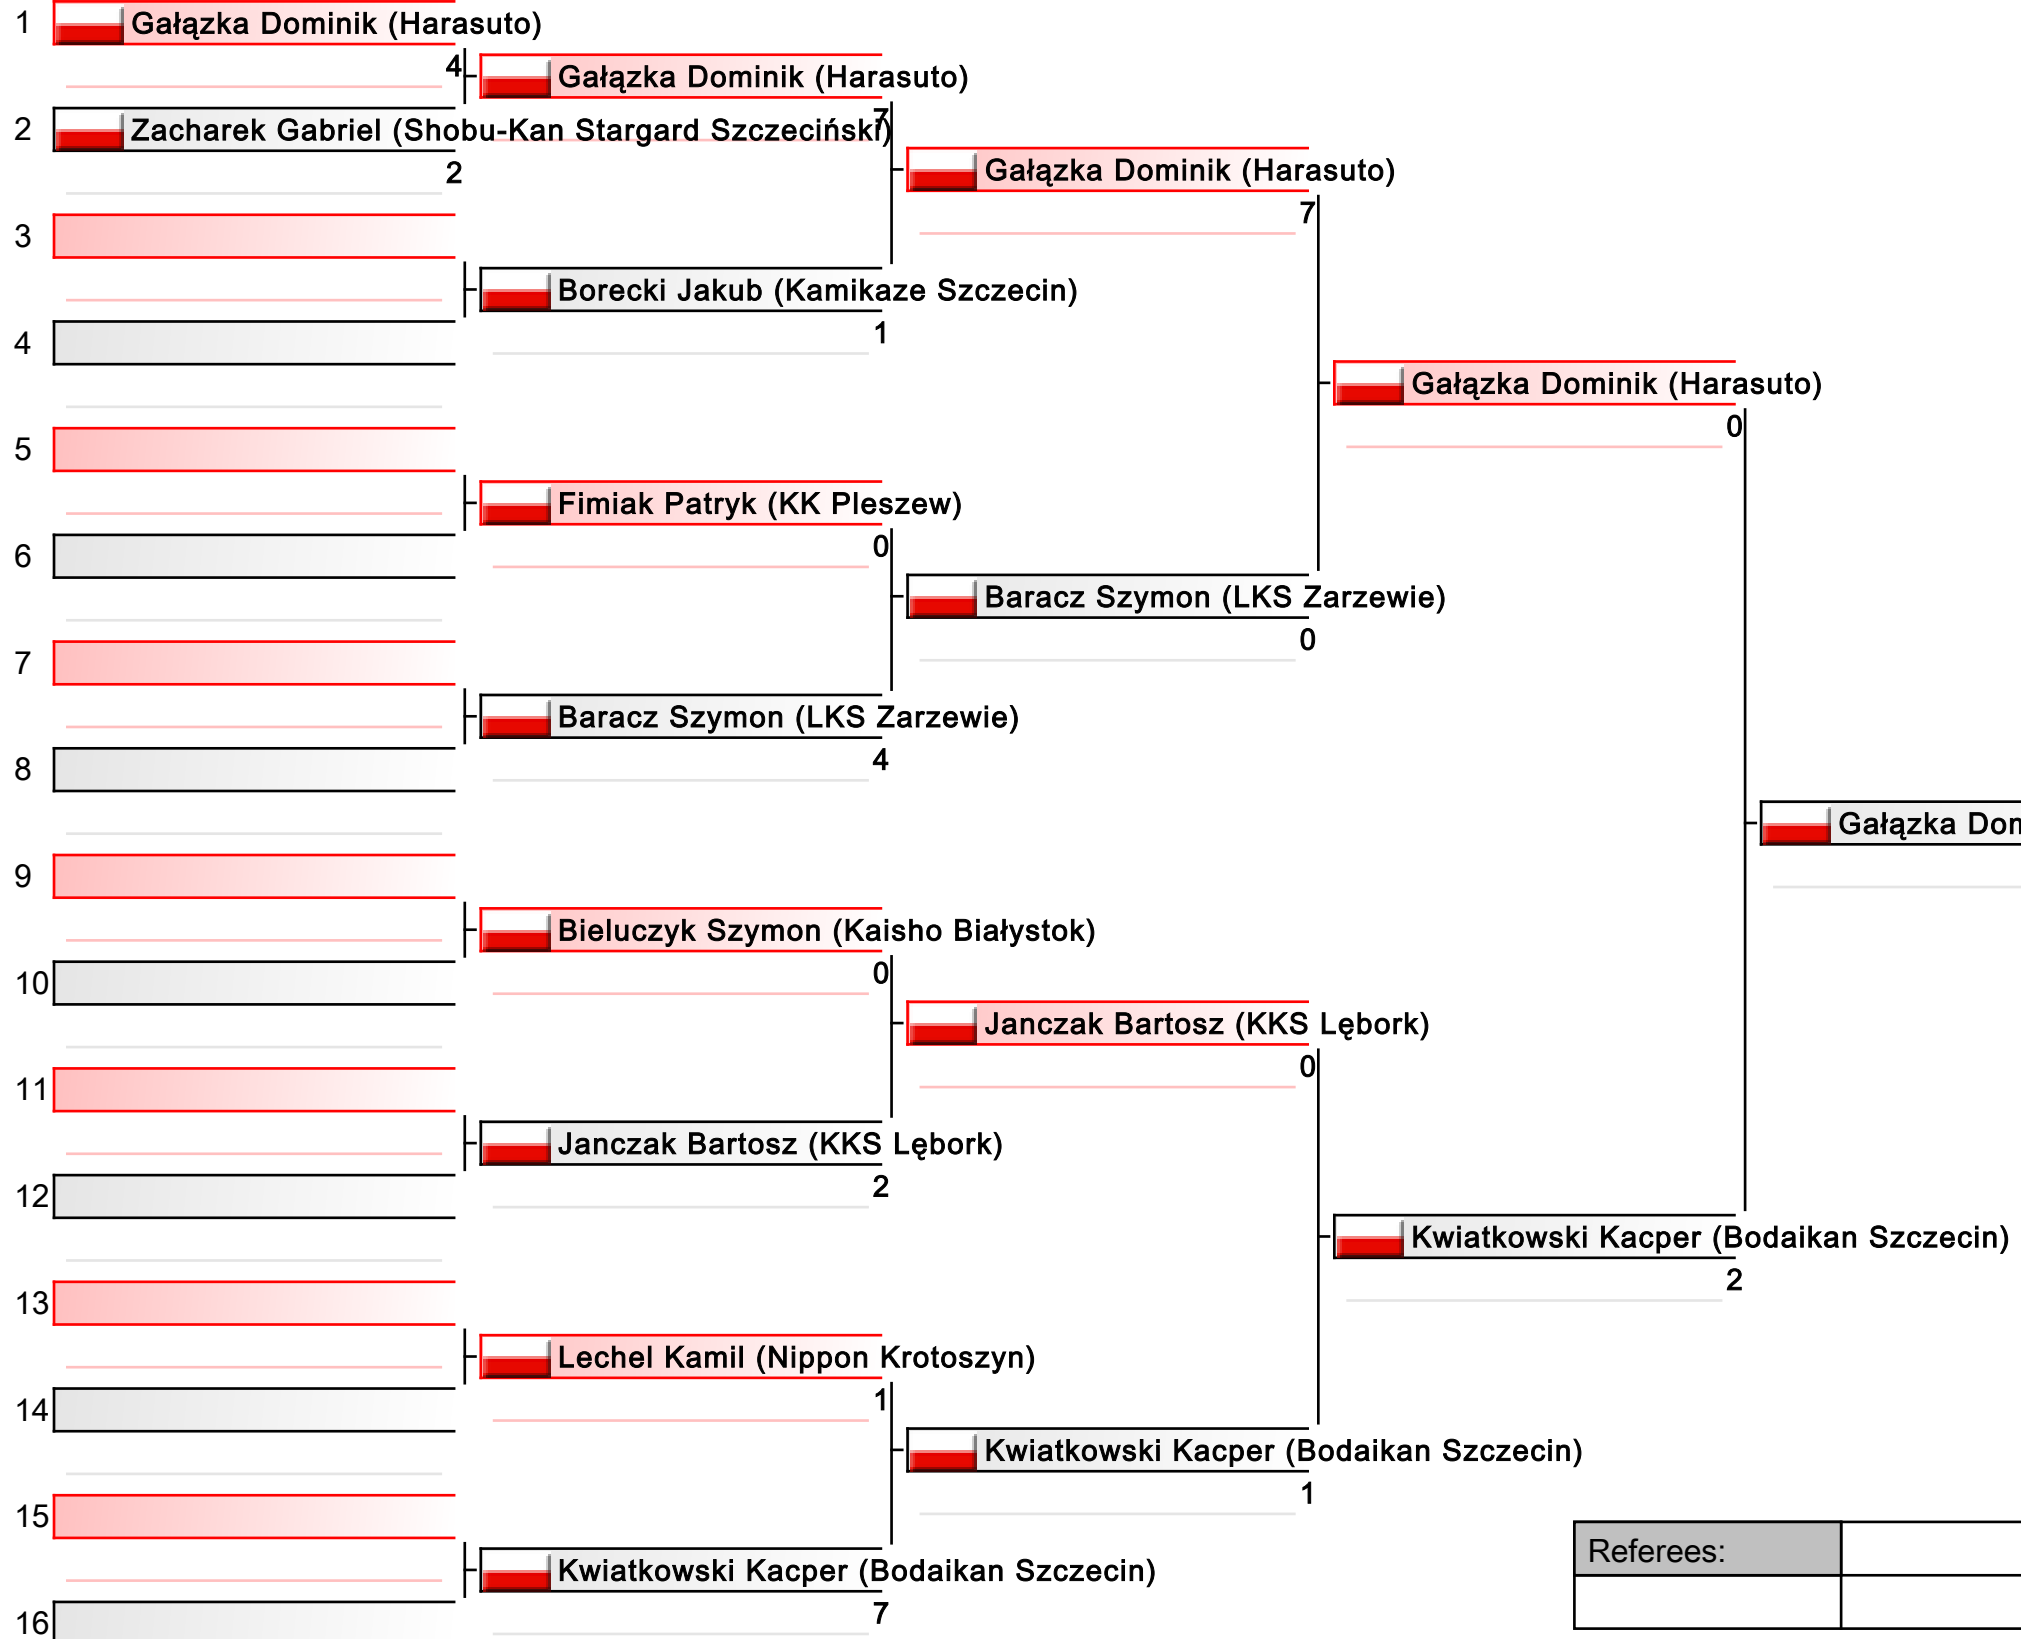 1
Gałązka Dominik (Harasuto)
4
Gałązka Dominik (Harasuto)
7
2
Zacharek Gabriel (Shobu-Kan Stargard Szczeciński)
2
Gałązka Dominik (Harasuto)
7
3
Borecki Jakub (Kamikaze Szczecin)
1
4
Gałązka Dominik (Harasuto)
0
5
Fimiak Patryk (KK Pleszew)
0
6
Baracz Szymon (LKS Zarzewie)
0
7
Baracz Szymon (LKS Zarzewie)
4
8
Gałązka Dom
9
Bieluczyk Szymon (Kaisho Białystok)
0
10
Janczak Bartosz (KKS Lębork)
0
11
Janczak Bartosz (KKS Lębork)
2
12
Kwiatkowski Kacper (Bodaikan Szczecin)
2
13
Lechel Kamil (Nippon Krotoszyn)
1
14
Kwiatkowski Kacper (Bodaikan Szczecin)
1
15
Kwiatkowski Kacper (Bodaikan Szczecin)
7
16
Referees: